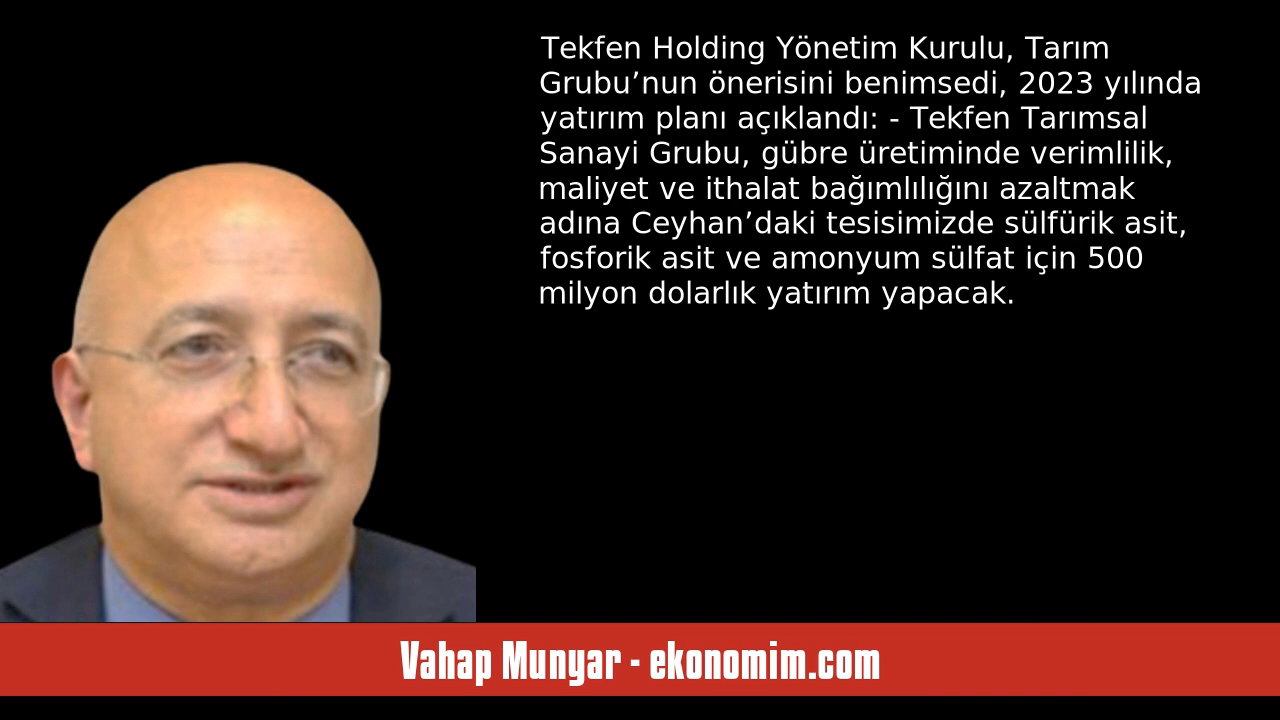 Tekfen Holding Yönetim Kurulu, Tarım
Grubu’nun önerisini benimsedi, 2023 yılında
yatırım planı açıklandı: - Tekfen Tarımsal
Sanayi Grubu, gübre üretiminde verimlilik,
maliyet ve ithalat bağımlılığını azaltmak
adına Ceyhan’daki tesisimizde sülfürik asit,
fosforik asit ve amonyum sülfat için 500
milyon dolarlık yatırım yapacak.
Vahap Munyar - ekonomim.com